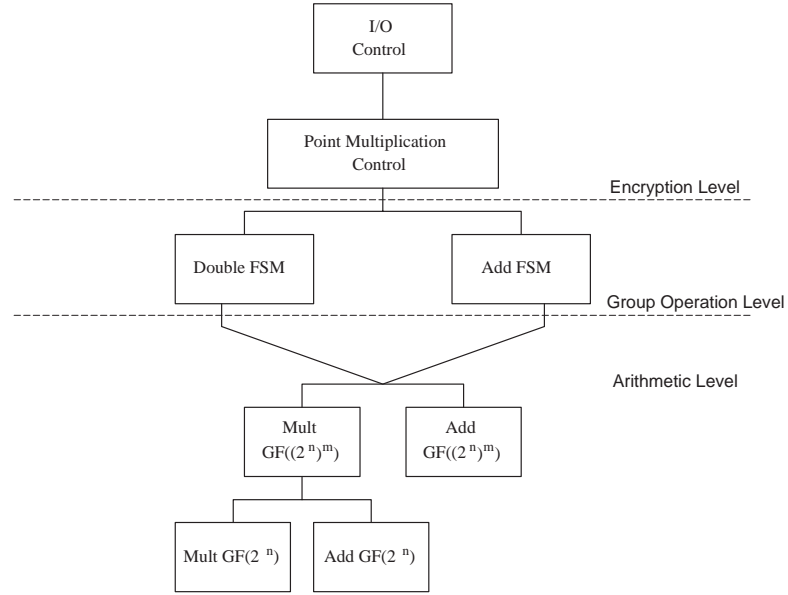 I/O
Control
Point Multiplication
Control
Encryption Level
Double FSM
Add FSM
Group Operation Level
Arithmetic Level
Mult
GF((2 ⁿ)ᵐ)
Add
GF((2 ⁿ)ᵐ)
Mult GF(2 ⁿ)
Add GF(2 ⁿ)